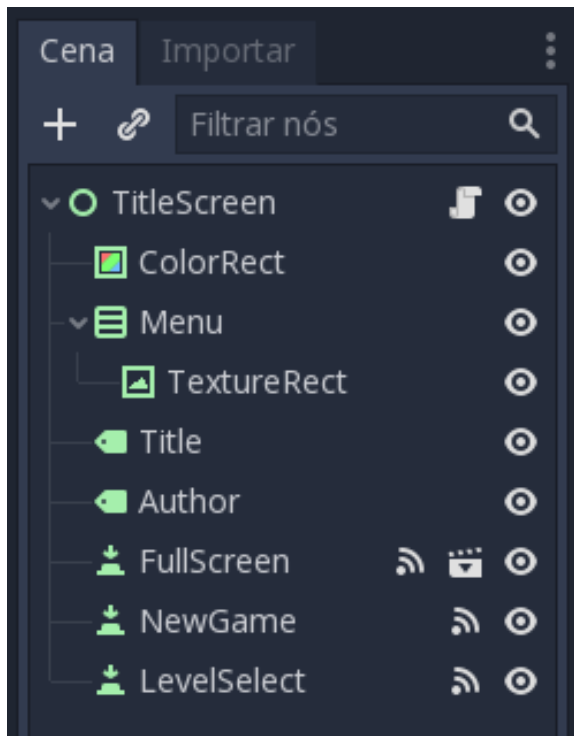 Cena Importar
Filtrar nós
TitleScreen
ColorRect
Menu
TextureRect
Title
Author
FullScreen
NewGame
LevelSelect